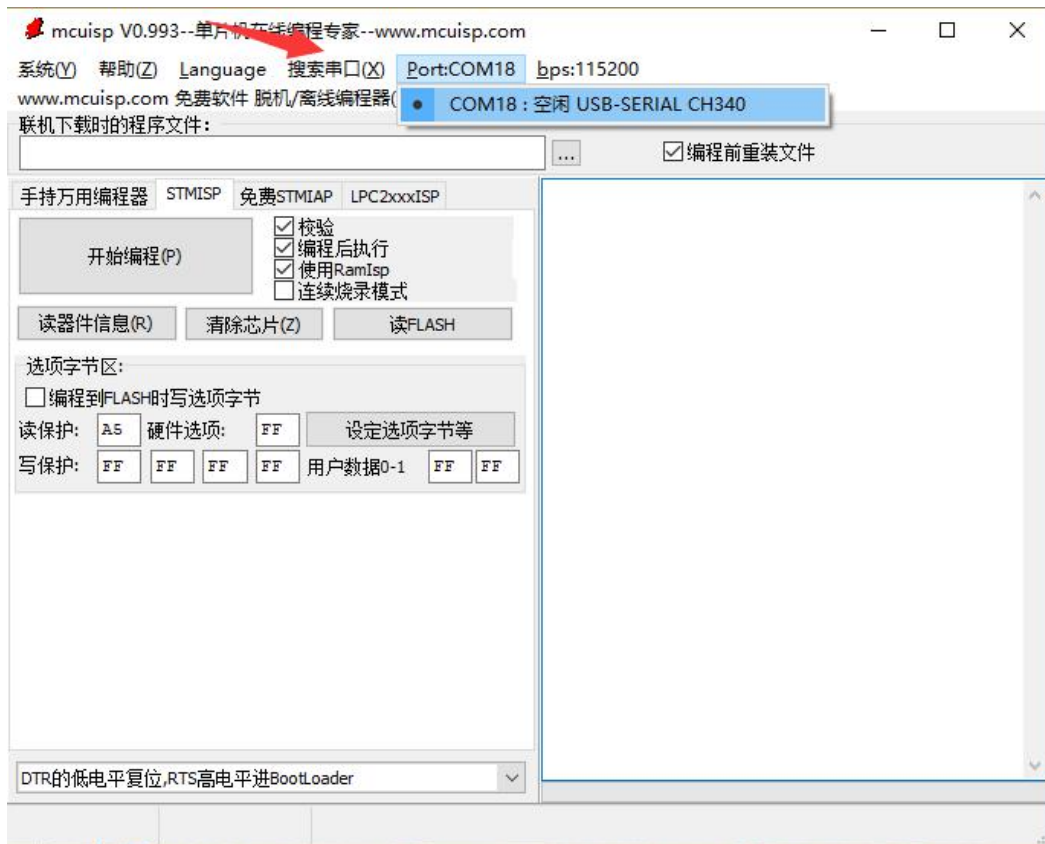 mcuisp V0.993--单片机在线编程专家--www.mcuisp.com
系统(Y) 帮助(Z) Language 搜索串口(X) Port:COM18 bps:115200
www.mcuisp.com 免费软件 脱机/离线编程器(
COM18 : 空闲 USB-SERIAL CH340
联机下载时的程序文件:
... 编程前重装文件
手持万用编程器 STMISP 免费STMIAP LPC2xxxISP
开始编程(P)
校验
编程后执行
使用RamIsp
连续烧录模式
读器件信息(R) 清除芯片(Z) 读FLASH
选项字节区:
编程到FLASH时写选项字节
读保护: A5 硬件选项: FF 设定选项字节等
写保护: FF FF FF FF 用户数据0-1 FF FF
DTR的低电平复位,RTS高电平进BootLoader